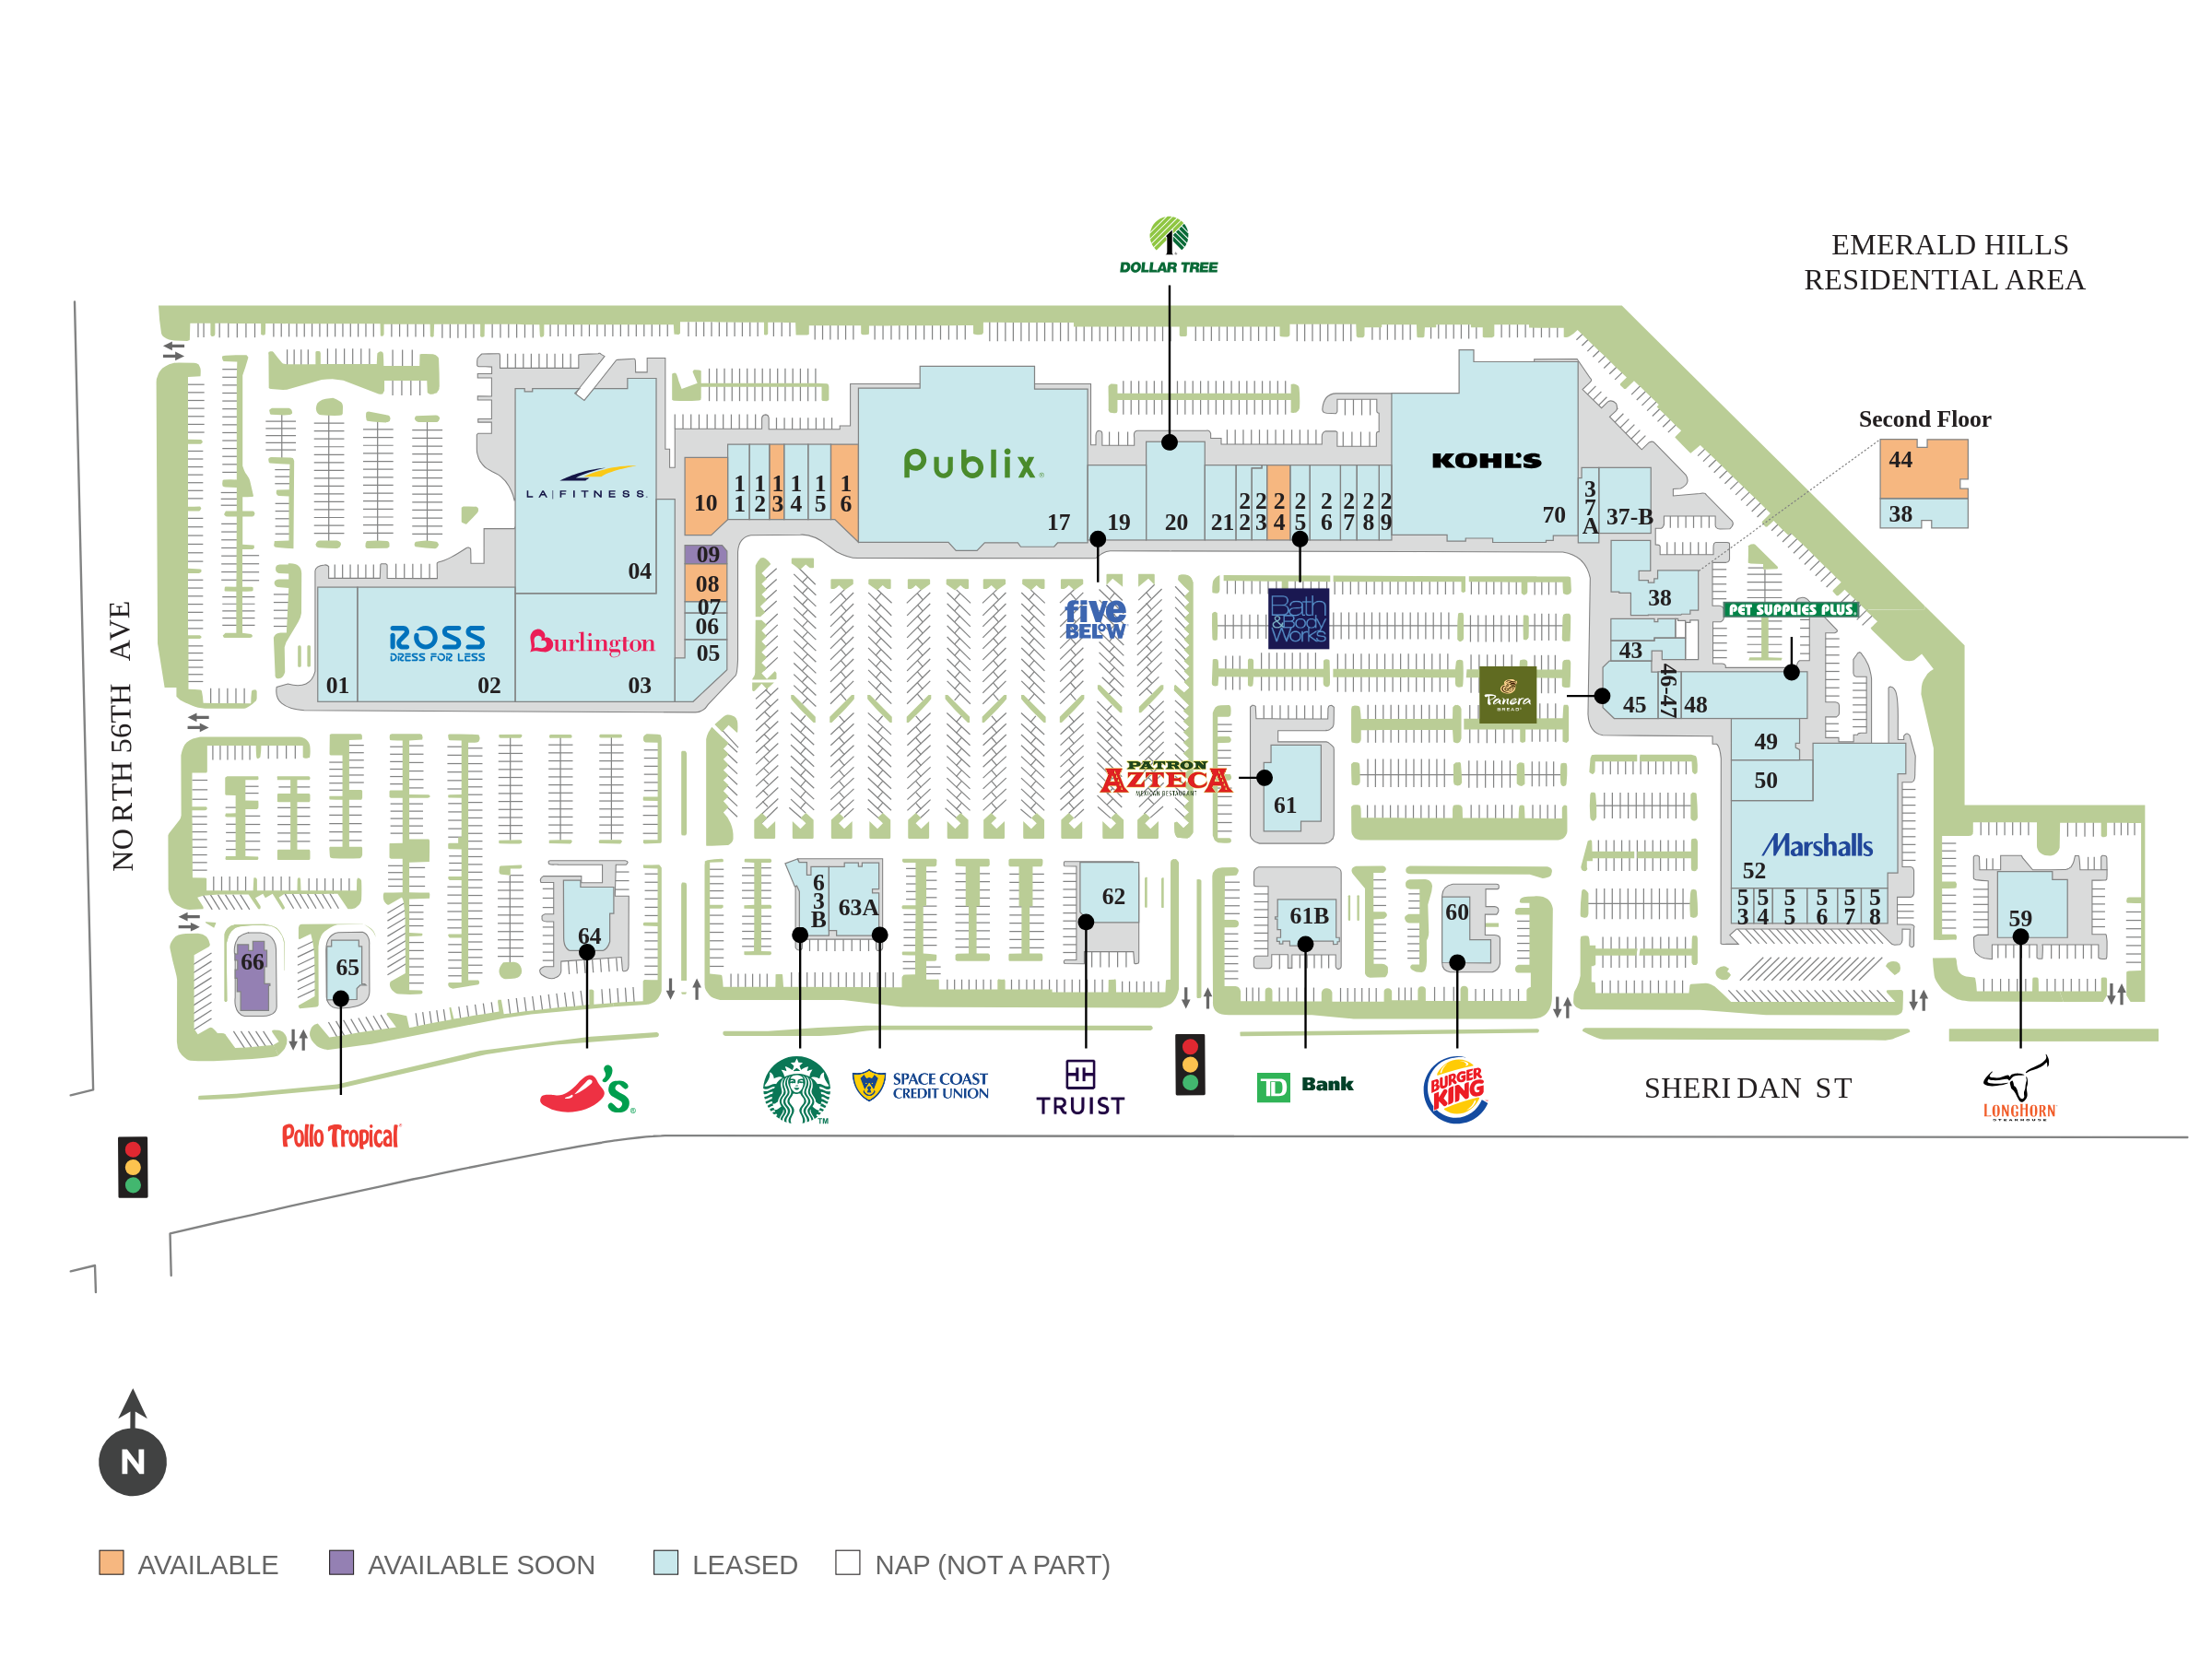 DOLLAR TREE
EMERALD HILLS
RESIDENTIAL AREA
Second Floor
44
38
Publix
KOHL'S
LA|FITNESS
10
11
12
13
14
15
16
17
19
20
21
22
23
24
25
26
27
28
29
70
37A
37-B
09
08
07
06
05
04
38
PET SUPPLIES PLUS
five
BELOW
Bath
&Body
Works
ROSS
DRESS FOR LESS
Burlington
01
02
03
43
45
46-47
48
Panera
BREAD
NORTH 56TH AVE
49
50
PATRON
AZTECA
MEXICAN RESTAURANT
61
Marshalls
52
53
54
55
56
57
58
63B
63A
62
61B
60
59
64
65
66
SPACE COAST
CREDIT UNION
TRUIST
TD Bank
BURGER
KING
SHERIDAN ST
LONGHORN
STEAKHOUSE
'S
TM
Pollo Tropical
N
AVAILABLE
AVAILABLE SOON
LEASED
NAP (NOT A PART)